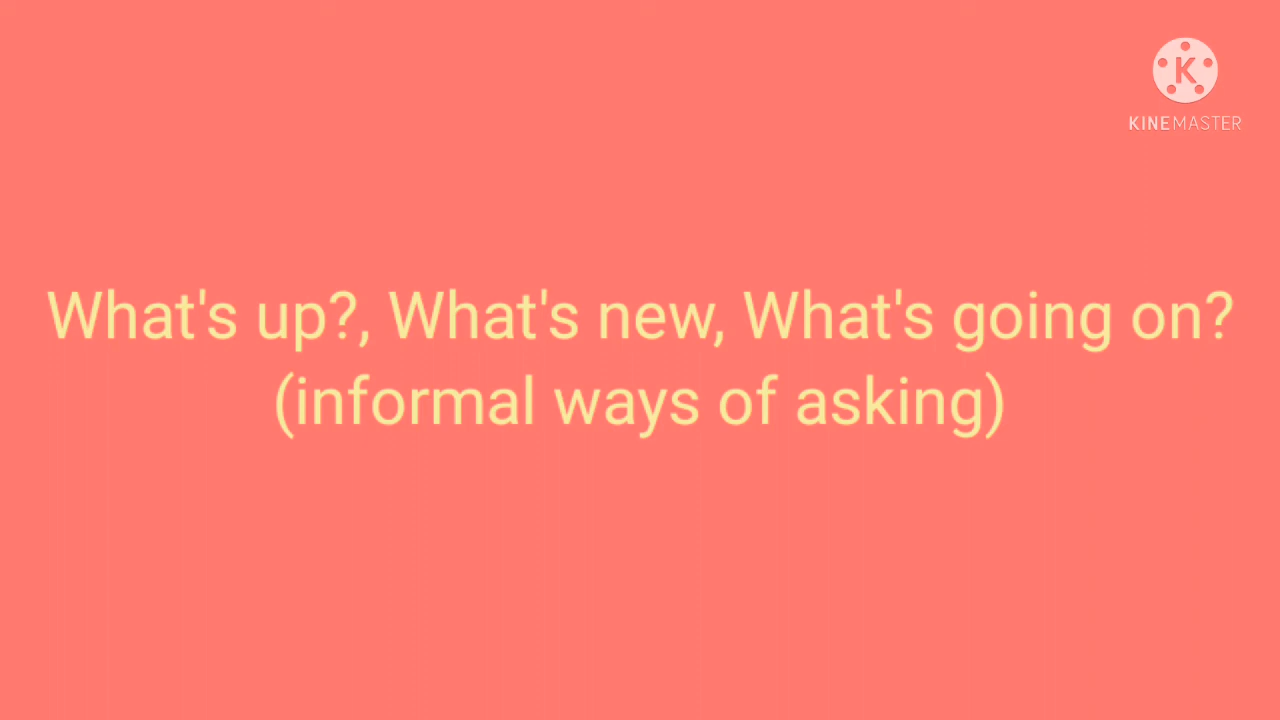 K
KINEMASTER
What's up?, What's new, What's going on?
(informal ways of asking)